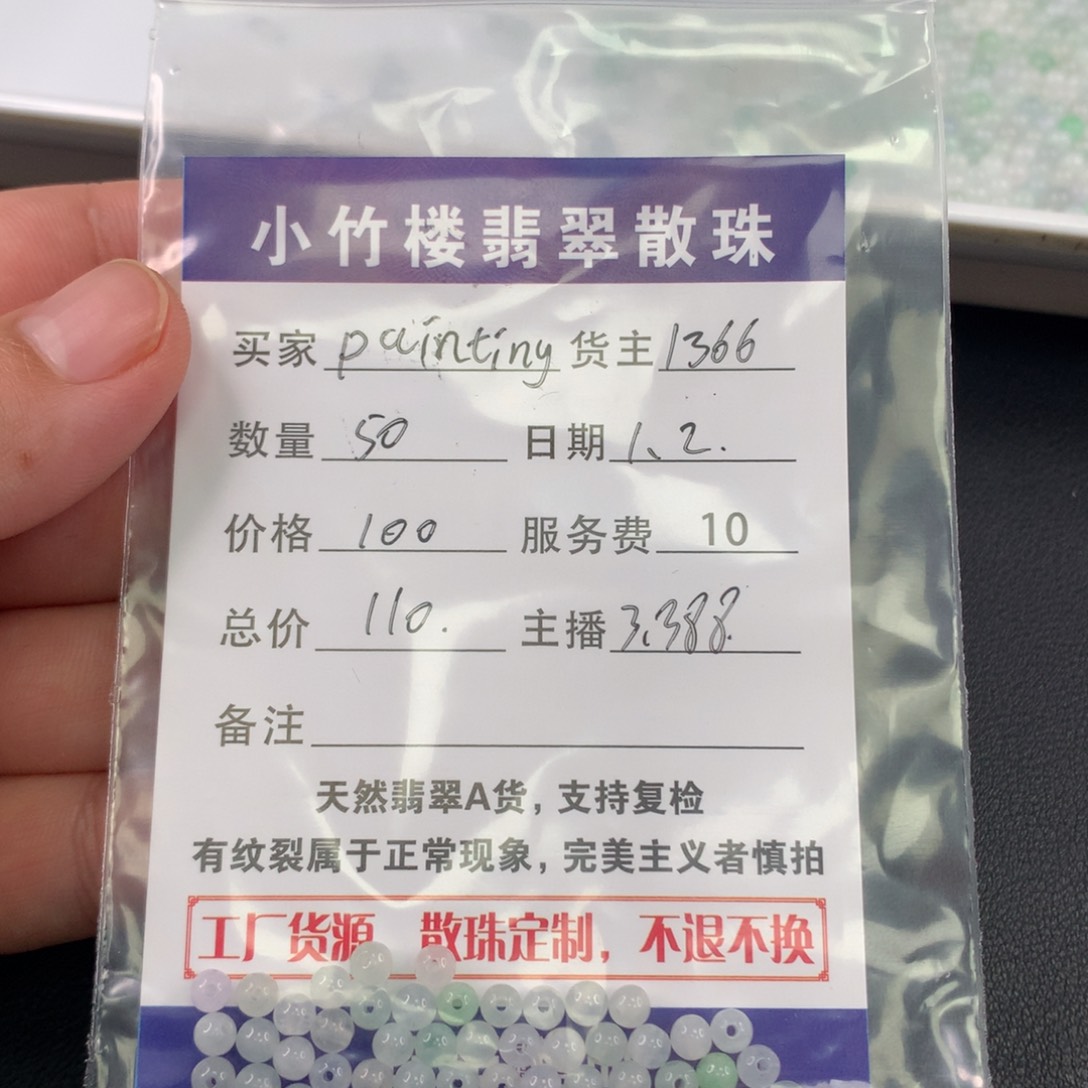 小竹楼翡翠散珠
买家 painting 货主 1366
数量 50 日期 1、2.
价格 100 服务费 10
总价 110. 主播 3.388.
备注
天然翡翠A货，支持复检
有纹裂属于正常现象，完美主义者慎拍
工厂货源，散珠定制，不退不换